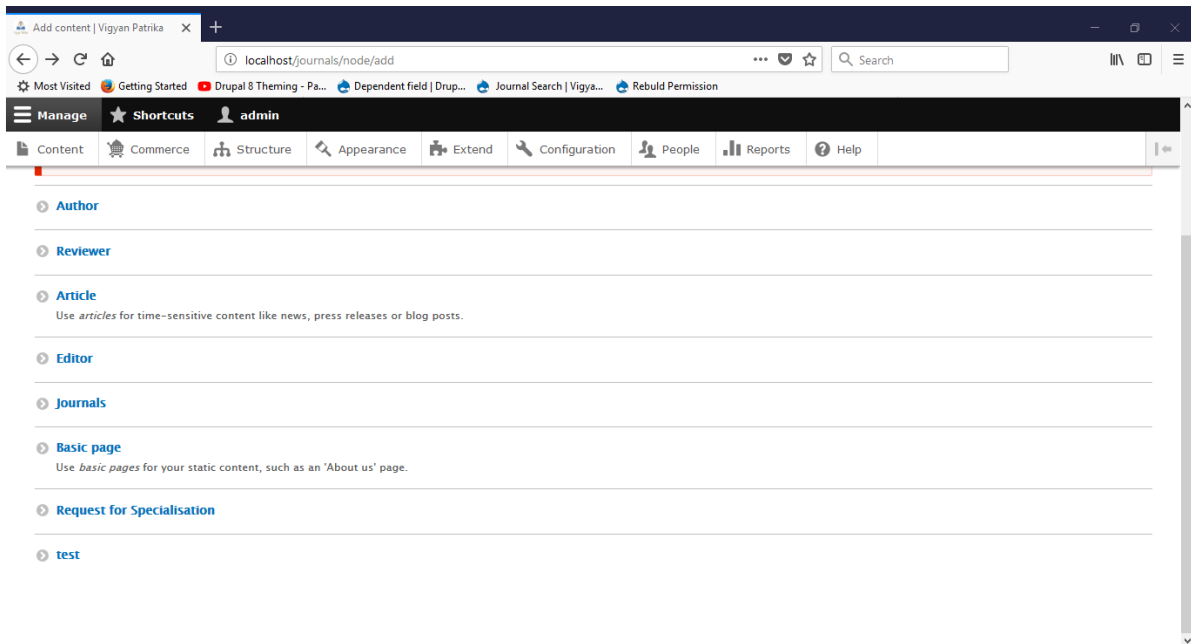 Add content | Vigyan Patrika
localhost/journals/node/add
Search
Most Visited Getting Started Drupal 8 Theming - Pa... Dependent field | Drup... Journal Search | Vigya... Rebuld Permission
Manage Shortcuts admin
Content Commerce Structure Appearance Extend Configuration People Reports Help
Author
Reviewer
Article
Use articles for time-sensitive content like news, press releases or blog posts.
Editor
Journals
Basic page
Use basic pages for your static content, such as an 'About us' page.
Request for Specialisation
test